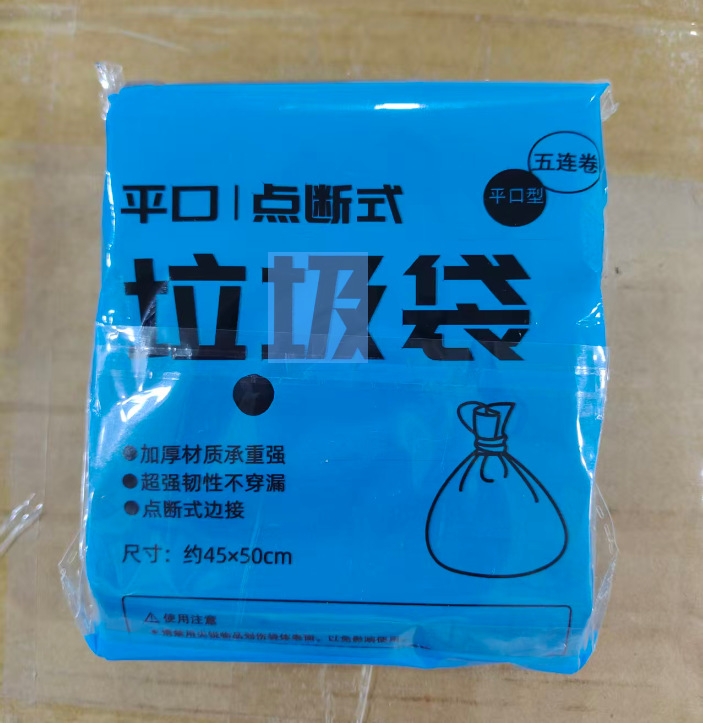 五连卷
平口型
平口|点断式
垃圾袋
加厚材质承重强
超强韧性不穿漏
点断式边接
尺寸：约45×50cm
使用注意